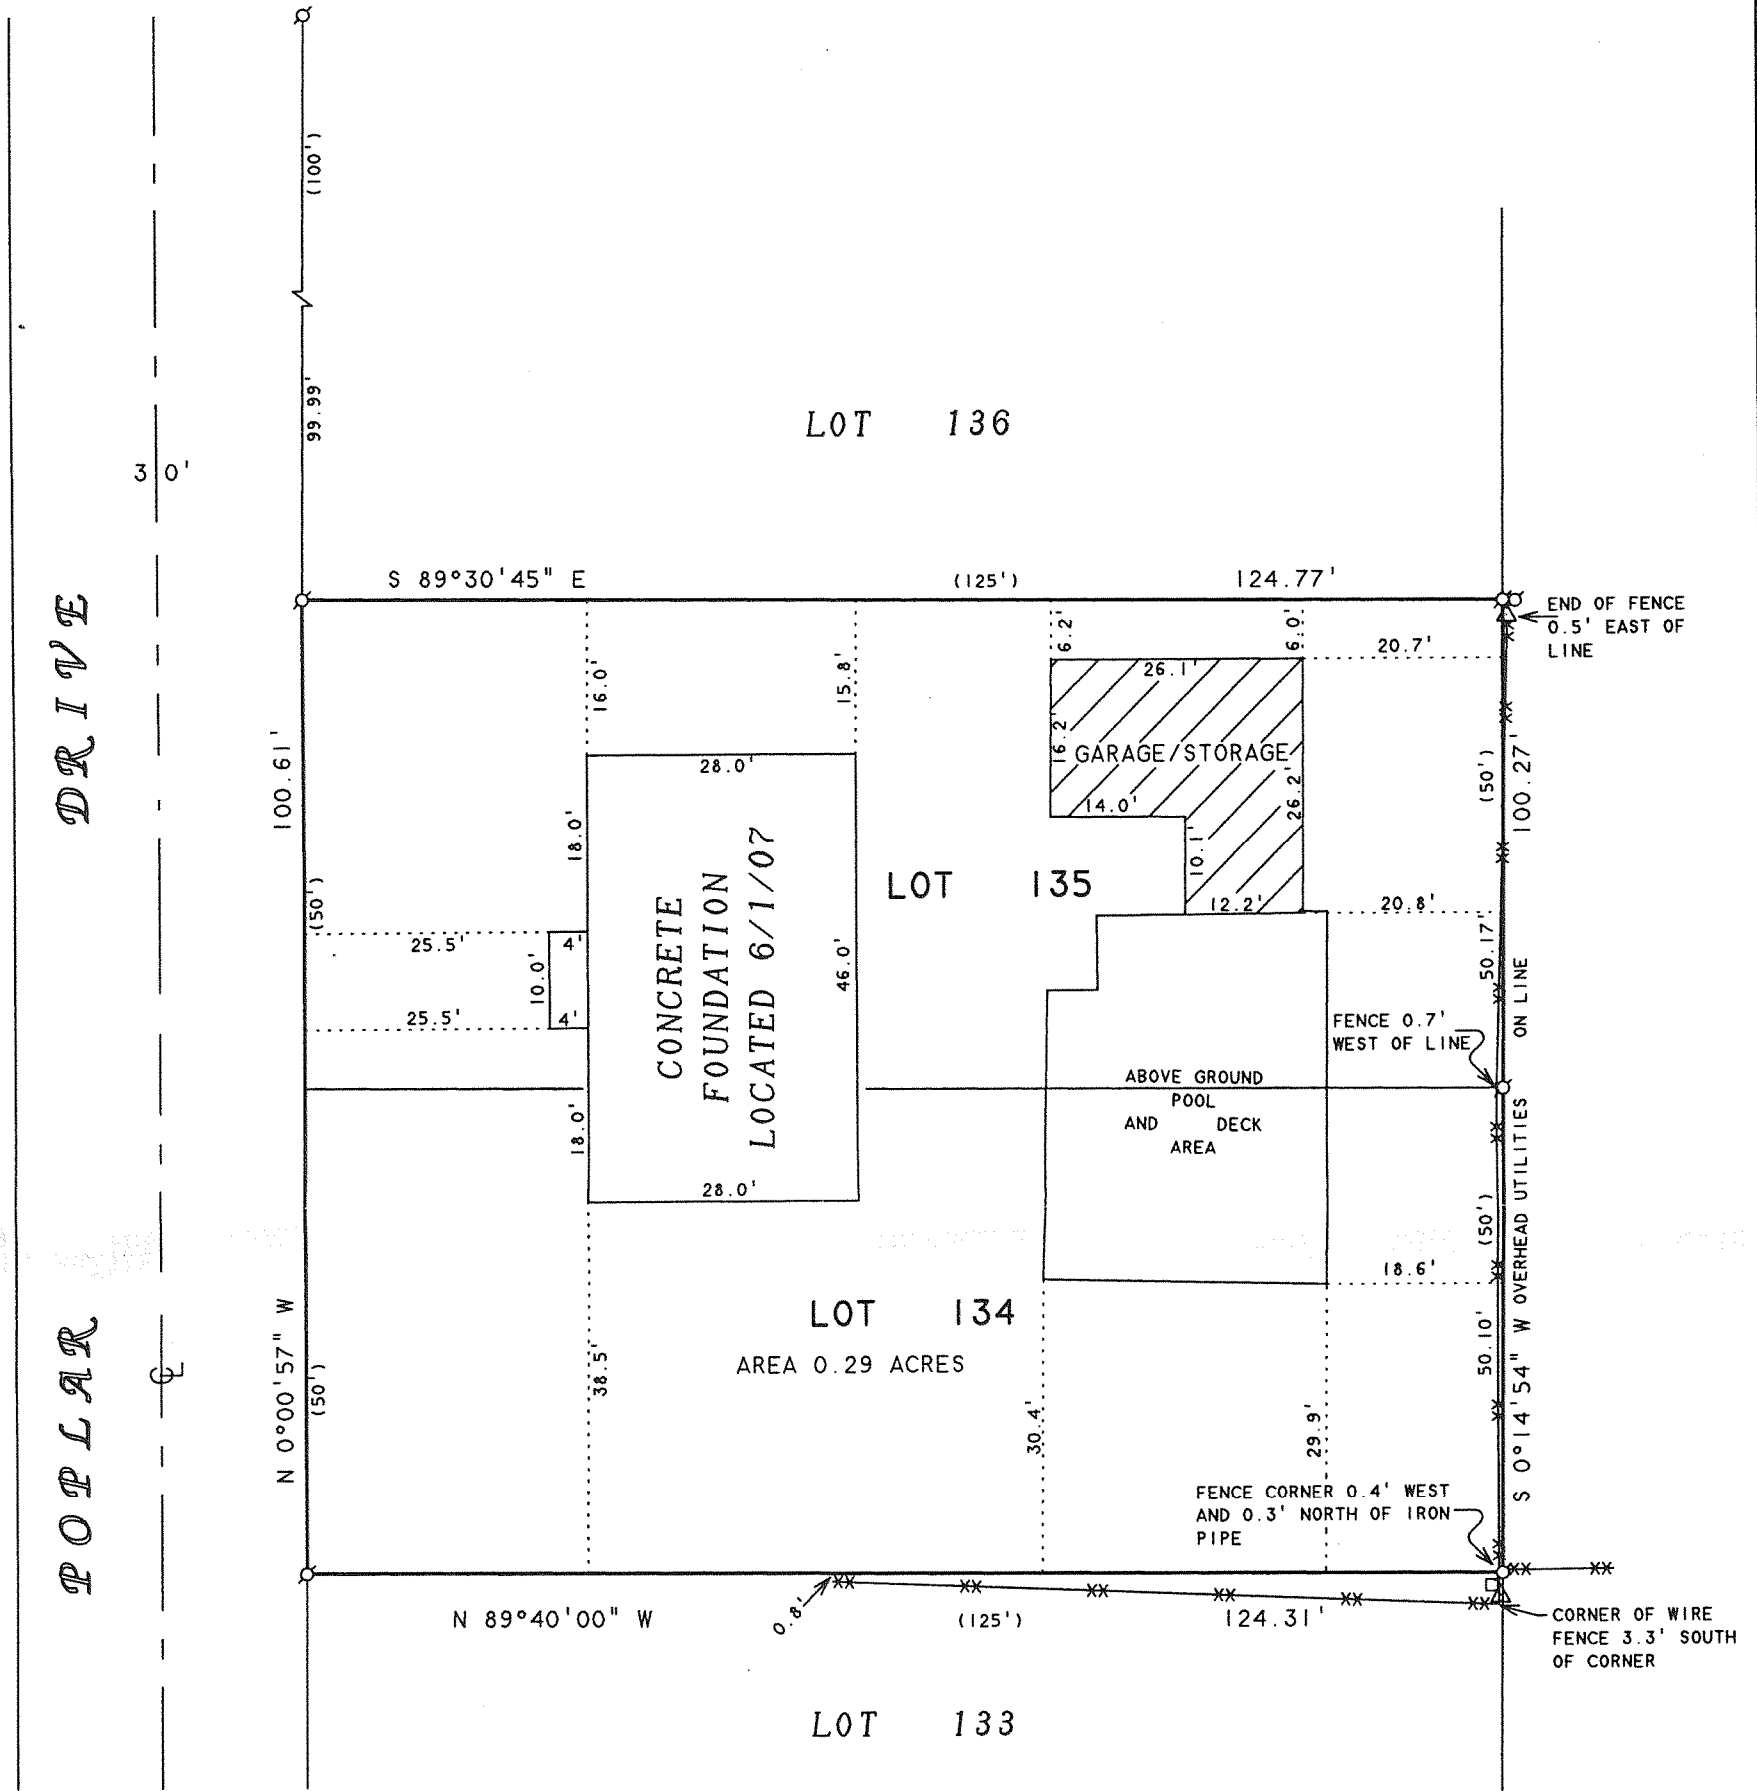 (100')
99.99'
LOT 136
30'
S 89°30'45" E (125') 124.77'
END OF FENCE
0.5' EAST OF
LINE
6.2'
6.0'
20.7'
26.1'
16.0'
15.8'
16.2'
GARAGE/STORAGE
28.0'
14.0'
26.2'
10.1'
12.2'
20.8'
(50')
100.27'
DRIVE
100.61'
18.0'
LOT 135
(50')
25.5'
4'
10.0'
25.5'
4'
CONCRETE
FOUNDATION
LOCATED 6/1/07
46.0'
50.17'
ON LINE
FENCE 0.7'
WEST OF LINE
ABOVE GROUND
POOL
AND DECK
AREA
18.0'
28.0'
(50')
OVERHEAD UTILITIES
18.6'
LOT 134
AREA 0.29 ACRES
50.10'
S 0°14'54" W
POPLAR
CL
N 0°00'57" W
(50')
38.5'
30.4'
29.9'
FENCE CORNER 0.4' WEST
AND 0.3' NORTH OF IRON
PIPE
N 89°40'00" W (125') 124.31'
0.8'
CORNER OF WIRE
FENCE 3.3' SOUTH
OF CORNER
LOT 133